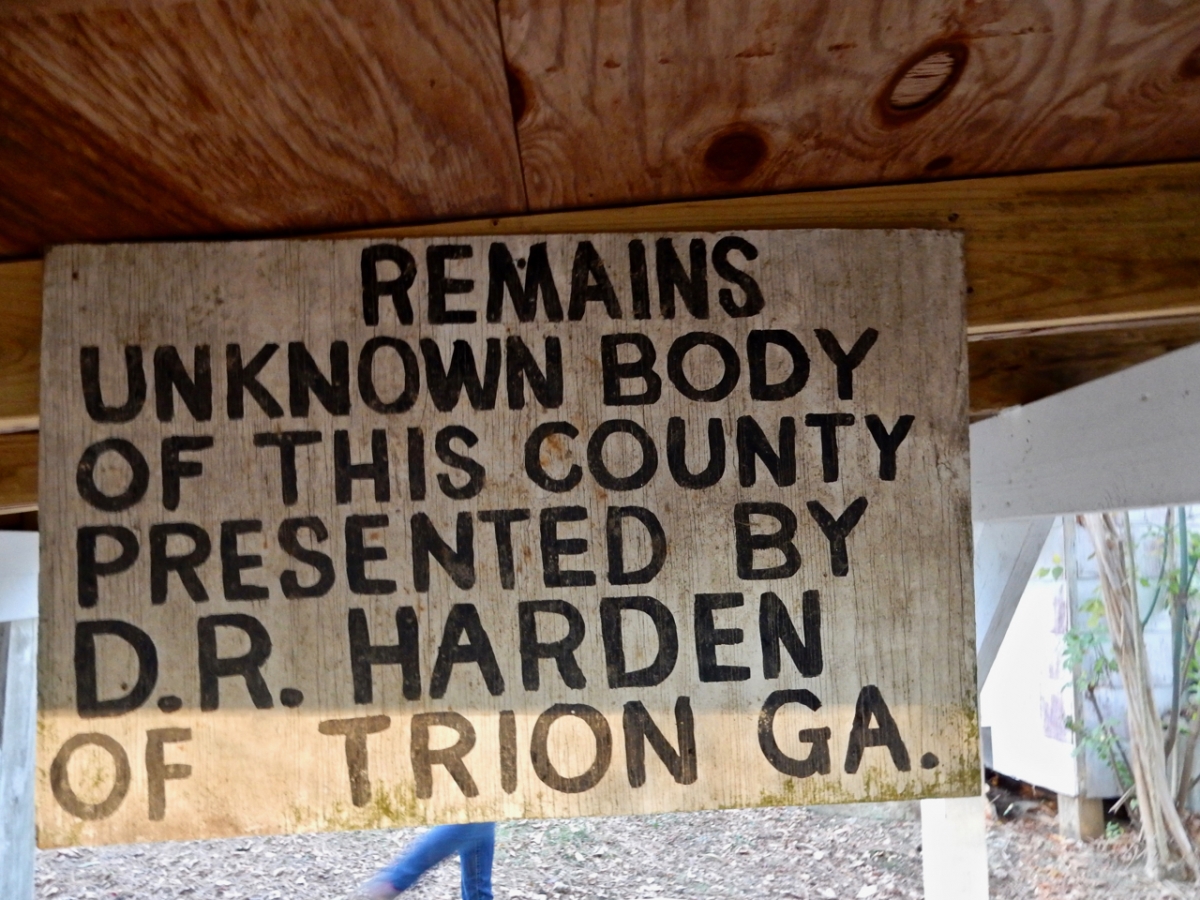 REMAINS
UNKNOWN BODY
OF THIS COUNTY
PRESENTED BY
D.R. HARDEN
OF TRION GA.